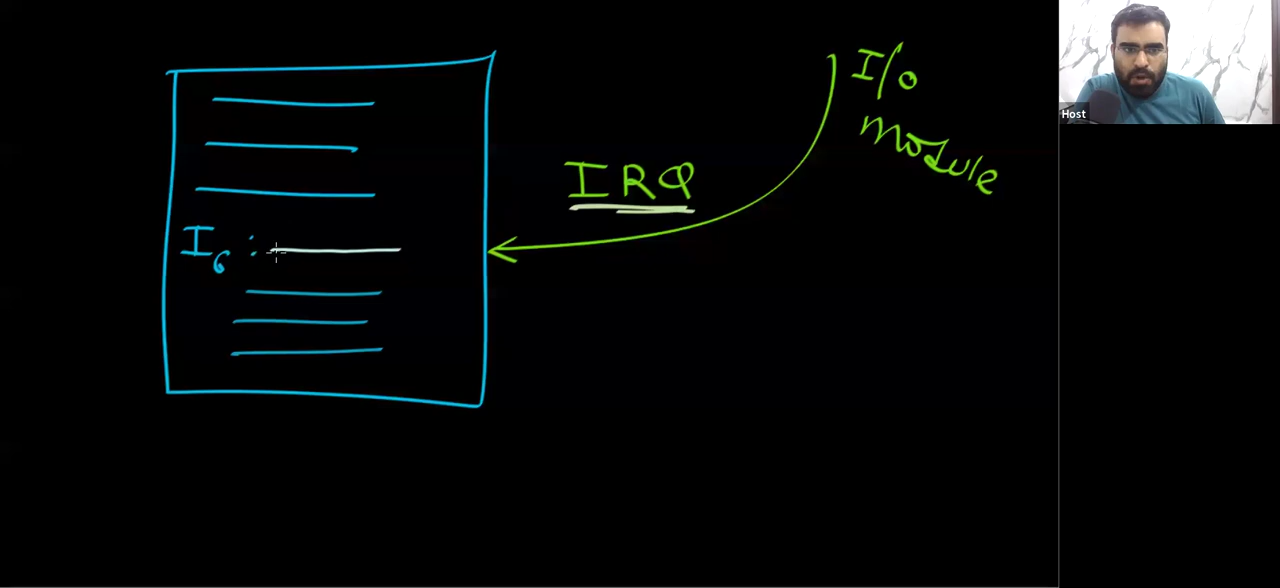 I/O
module
IRQ
I6 :
Host